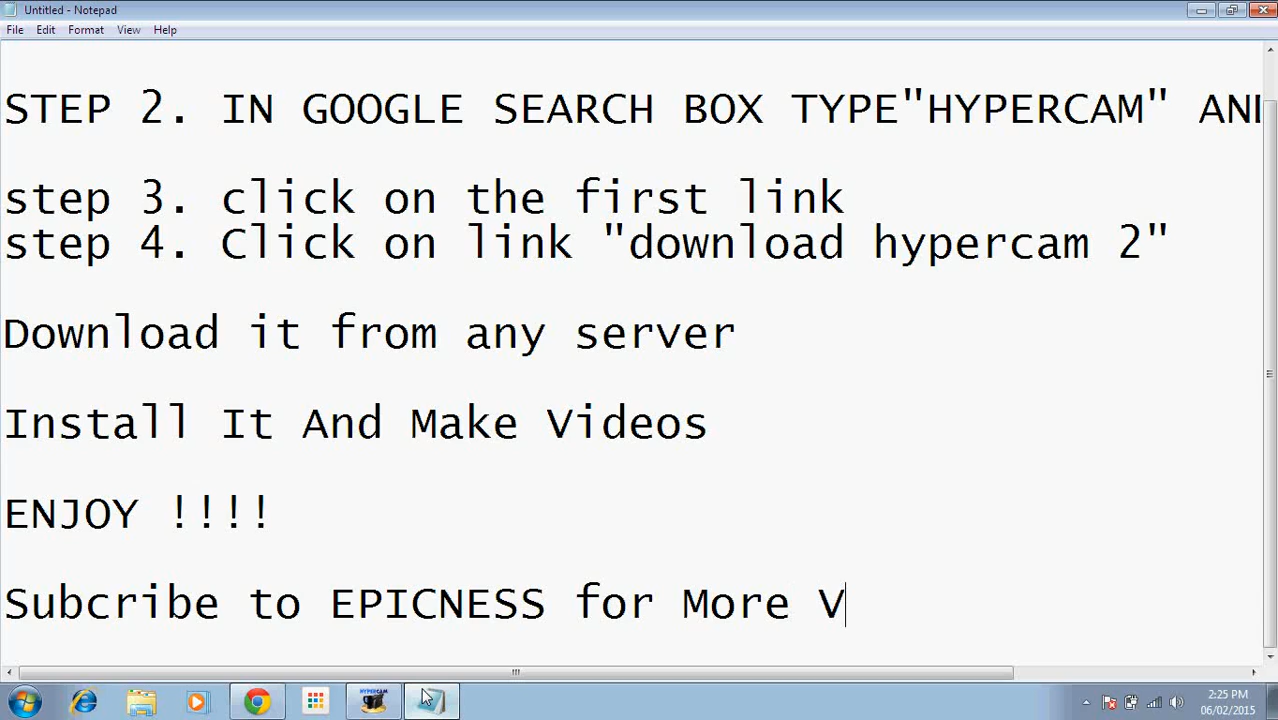 Untitled - Notepad
File Edit Format View Help
STEP 2. IN GOOGLE SEARCH BOX TYPE"HYPERCAM"
step 3. click on the first link
step 4. Click on link "download hypercam 2"
Download it from any server
Install It And Make Videos
ENJOY !!!!
Subcribe to EPICNESS for More V
HYPERCAM
2:25 PM
06/02/2015